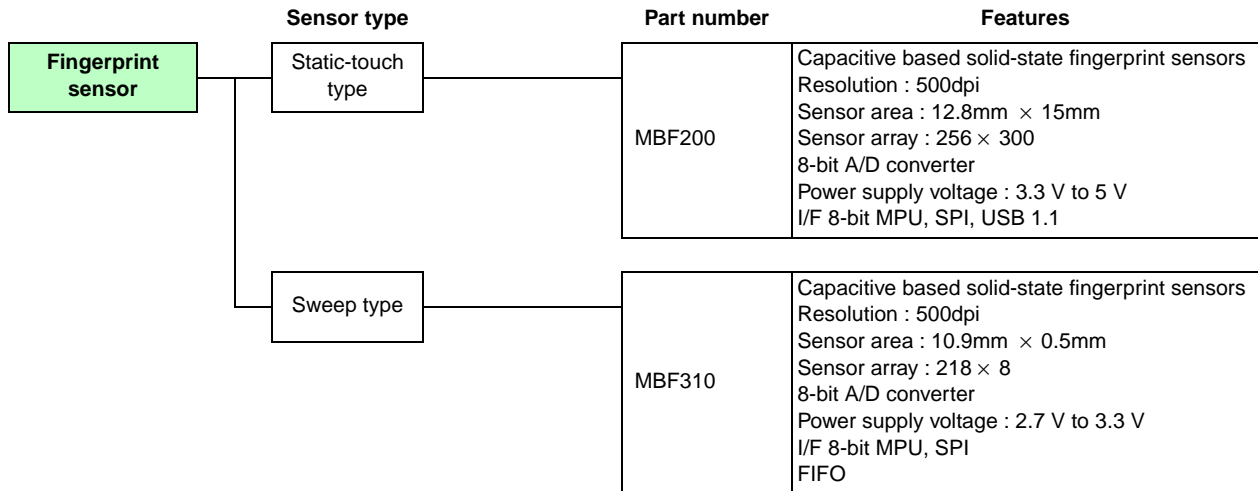 Sensor type
Part number
Features
Fingerprint
sensor
Static-touch
type
MBF200
Capacitive based solid-state fingerprint sensors
Resolution : 500dpi
Sensor area : 12.8mm × 15mm
Sensor array : 256 × 300
8-bit A/D converter
Power supply voltage : 3.3 V to 5 V
I/F 8-bit MPU, SPI, USB 1.1
Sweep type
MBF310
Capacitive based solid-state fingerprint sensors
Resolution : 500dpi
Sensor area : 10.9mm × 0.5mm
Sensor array : 218 × 8
8-bit A/D converter
Power supply voltage : 2.7 V to 3.3 V
I/F 8-bit MPU, SPI
FIFO